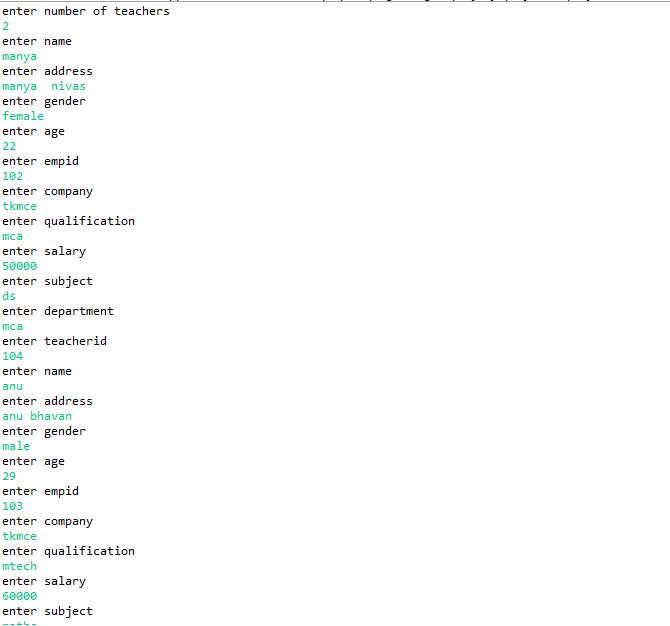 enter number of teachers
2
enter name
manya
enter address
manya  nivas
enter gender
female
enter age
22
enter empid
102
enter company
tkmce
enter qualification
mca
enter salary
50000
enter subject
ds
enter department
mca
enter teacherid
104
enter name
anu
enter address
anu bhavan
enter gender
male
enter age
29
enter empid
103
enter company
tkmce
enter qualification
mtech
enter salary
60000
enter subject